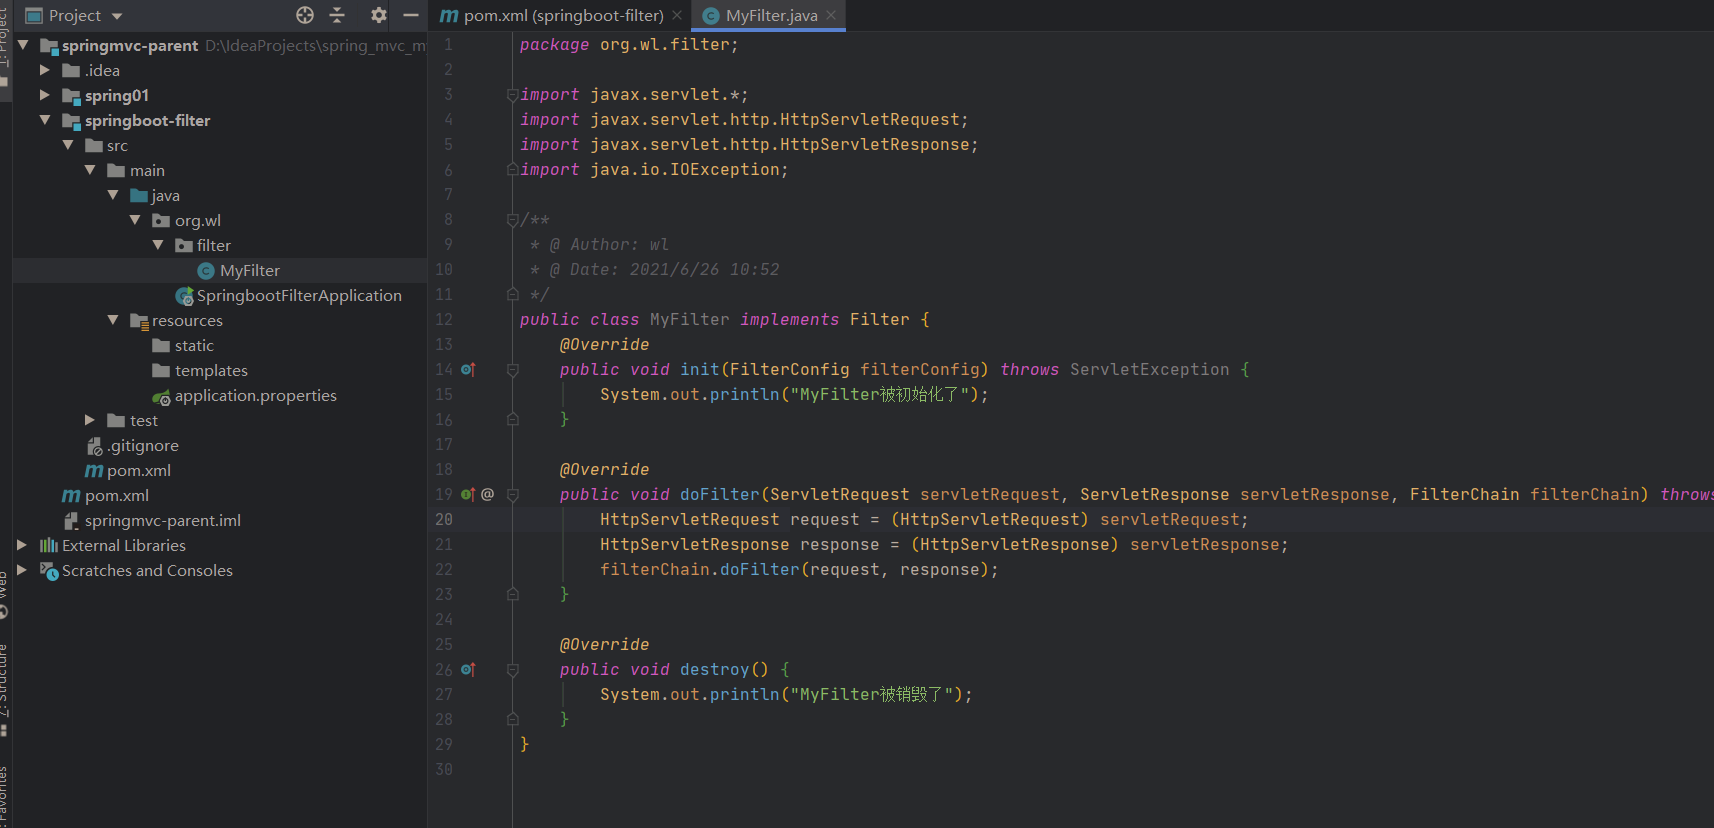 Project
pom.xml (springboot-filter)
MyFilter.java
1: Project
springmvc-parent D:\IdeaProjects\spring_mvc_m
.idea
spring01
springboot-filter
src
main
java
org.wl
filter
MyFilter
SpringbootFilterApplication
resources
static
templates
application.properties
test
.gitignore
pom.xml
pom.xml
springmvc-parent.iml
External Libraries
Scratches and Consoles
Web
7: Structure
Favorites
1 package org.wl.filter;
2
3 import javax.servlet.*;
4 import javax.servlet.http.HttpServletRequest;
5 import javax.servlet.http.HttpServletResponse;
6 import java.io.IOException;
7
8 /**
9 * @ Author: wl
10 * @ Date: 2021/6/26 10:52
11 */
12 public class MyFilter implements Filter {
13 @Override
14 public void init(FilterConfig filterConfig) throws ServletException {
15 System.out.println("MyFilter被初始化了");
16 }
17
18 @Override
19 @ public void doFilter(ServletRequest servletRequest, ServletResponse servletResponse, FilterChain filterChain) throws
20 HttpServletRequest request = (HttpServletRequest) servletRequest;
21 HttpServletResponse response = (HttpServletResponse) servletResponse;
22 filterChain.doFilter(request, response);
23 }
24
25 @Override
26 public void destroy() {
27 System.out.println("MyFilter被销毁了");
28 }
29 }
30